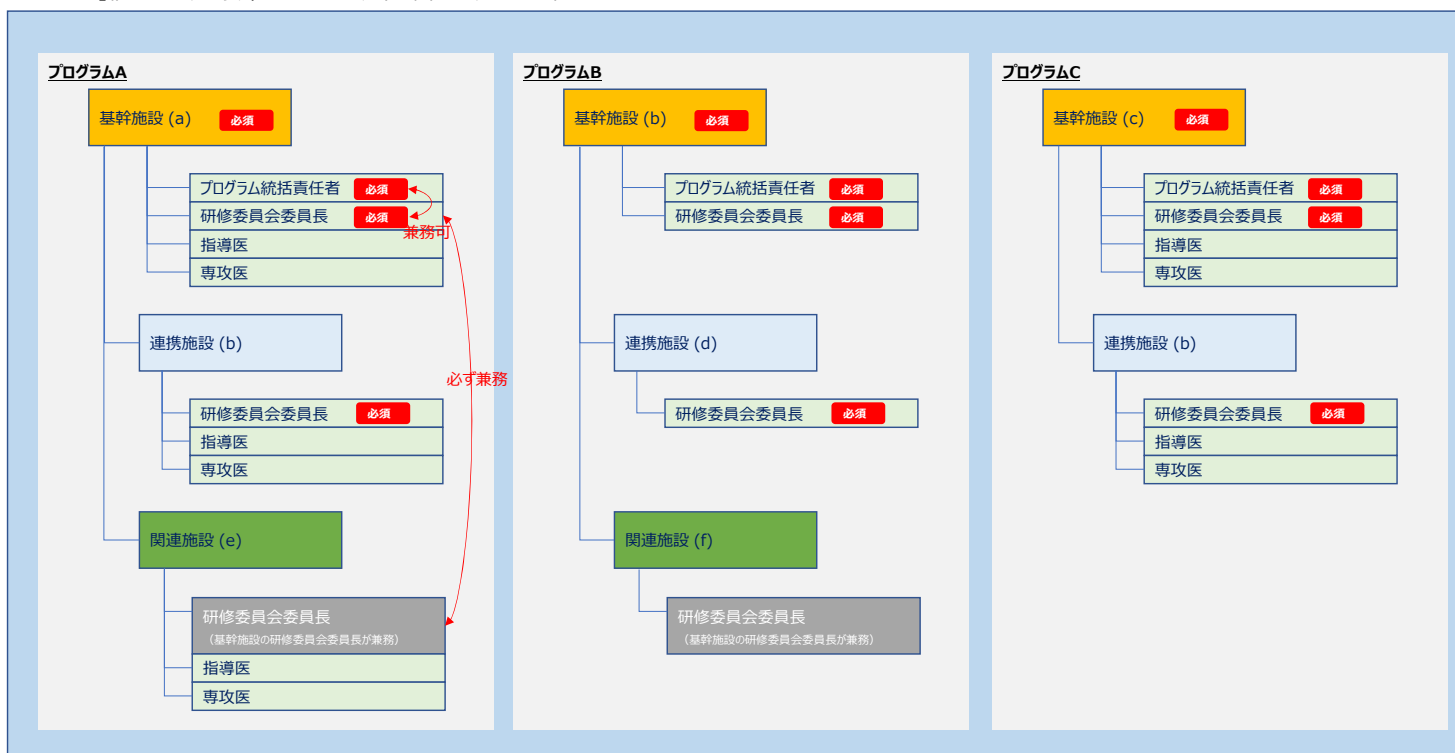 プログラムA
基幹施設 (a) 必須
プログラム統括責任者 必須
研修委員会委員長 必須
兼務可
指導医
専攻医
連携施設 (b)
必ず兼務
研修委員会委員長 必須
指導医
専攻医
関連施設 (e)
研修委員会委員長
(基幹施設の研修委員会委員長が兼務)
指導医
専攻医
プログラムB
基幹施設 (b) 必須
プログラム統括責任者 必須
研修委員会委員長 必須
連携施設 (d)
研修委員会委員長 必須
関連施設 (f)
研修委員会委員長
(基幹施設の研修委員会委員長が兼務)
プログラムC
基幹施設 (c) 必須
プログラム統括責任者 必須
研修委員会委員長 必須
指導医
専攻医
連携施設 (b)
研修委員会委員長 必須
指導医
専攻医